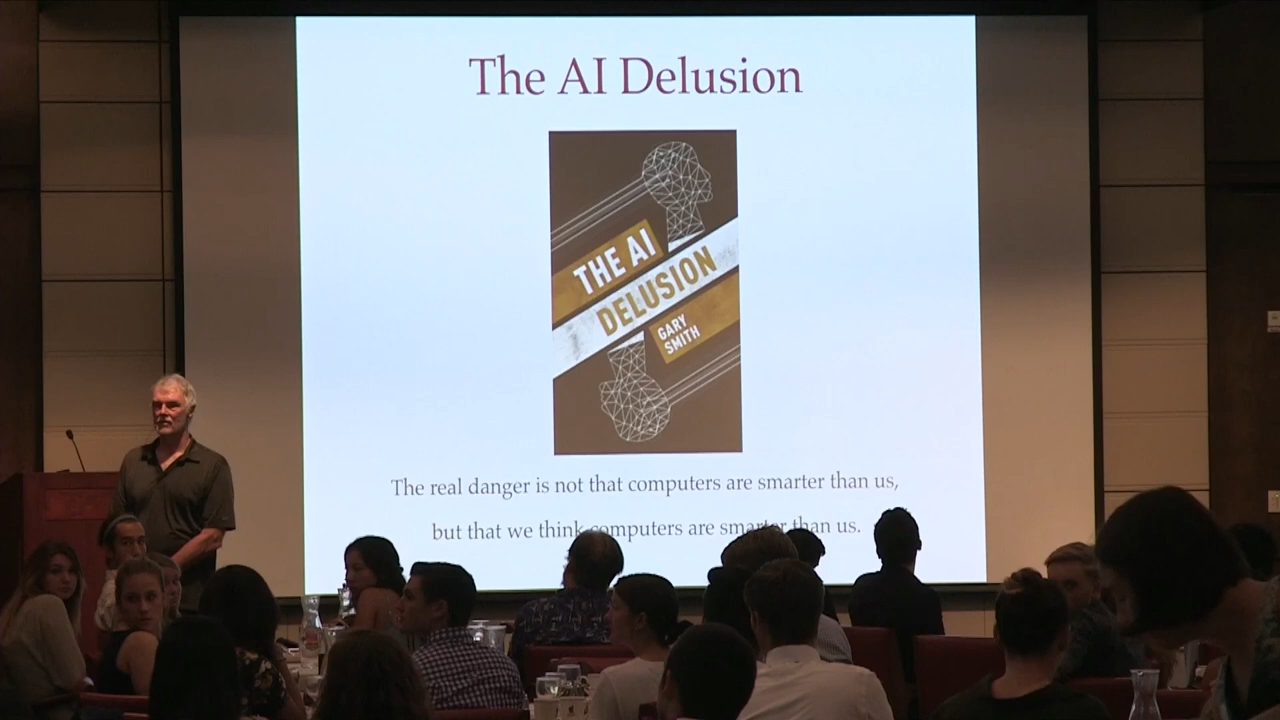 The AI Delusion
THE AI
DELUSION
GARY
SMITH
The real danger is not that computers are smarter than us,
but that we think computers are smarter than us.